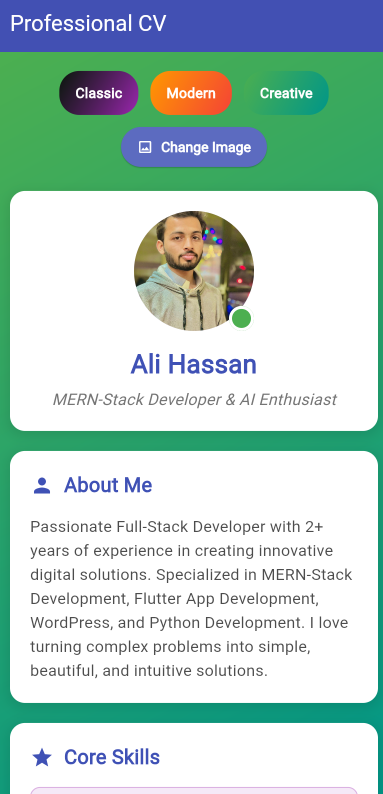 Professional CV
Classic Modern Creative
Change Image
Ali Hassan
MERN-Stack Developer & AI Enthusiast
About Me
Passionate Full-Stack Developer with 2+
years of experience in creating innovative
digital solutions. Specialized in MERN-Stack
Development, Flutter App Development,
WordPress, and Python Development. I love
turning complex problems into simple,
beautiful, and intuitive solutions.
Core Skills